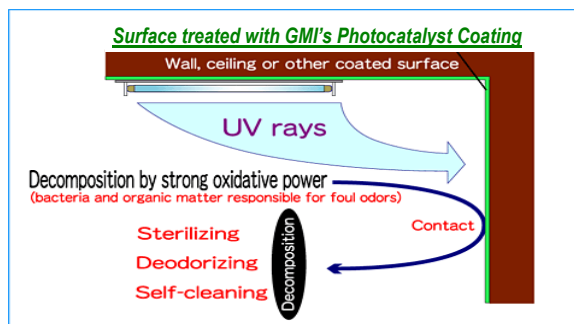 Surface treated with GMI's Photocatalyst Coating
Wall, ceiling or other coated surface
UV rays
Decomposition by strong oxidative power
(bacteria and organic matter responsible for foul odors)
Contact
Sterilizing
Deodorizing
Self-cleaning
Decomposition